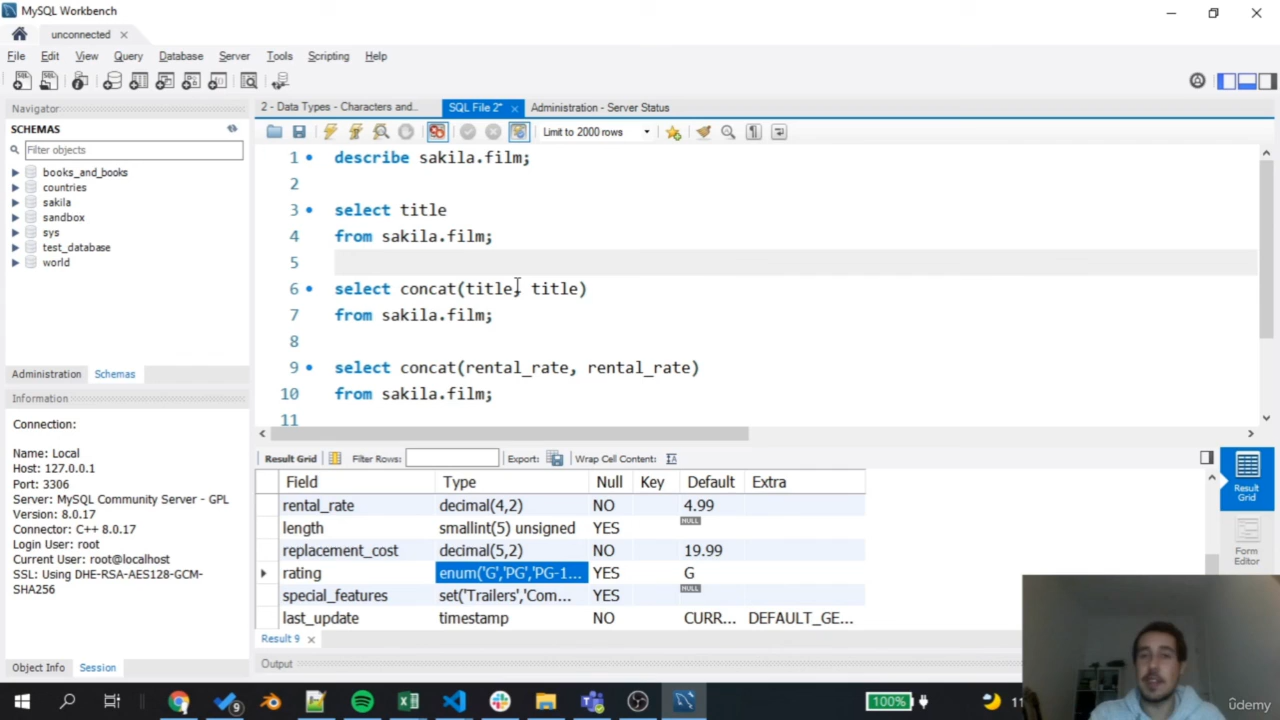 MySQL Workbench
unconnected
File Edit View Query Database Server Tools Scripting Help
Navigator
SCHEMAS
Filter objects
books_and_books
countries
sakila
sandbox
sys
test_database
world
Administration Schemas
Information
Connection:
Name: Local
Host: 127.0.0.1
Port: 3306
Server: MySQL Community Server - GPL
Version: 8.0.17
Connector: C++ 8.0.17
Login User: root
Current User: root@localhost
SSL: Using DHE-RSA-AES128-GCM-
SHA256
Object Info Session
2 - Data Types - Characters and... SQL File 2* Administration - Server Status
Limit to 2000 rows
1 describe sakila.film;
2
3 select title
4 from sakila.film;
5
6 select concat(title, title)
7 from sakila.film;
8
9 select concat(rental_rate, rental_rate)
10 from sakila.film;
11
Result Grid Filter Rows: Export: Wrap Cell Content:
Field Type Null Key Default Extra
rental_rate decimal(4,2) NO 4.99
length smallint(5) unsigned YES NULL
replacement_cost decimal(5,2) NO 19.99
rating enum('G','PG','PG-1... YES G
special_features set('Trailers','Com... YES NULL
last_update timestamp NO CURR... DEFAULT_GE...
Result Grid
Form Editor
Result 9
Output
9
100%
11
ûdemy